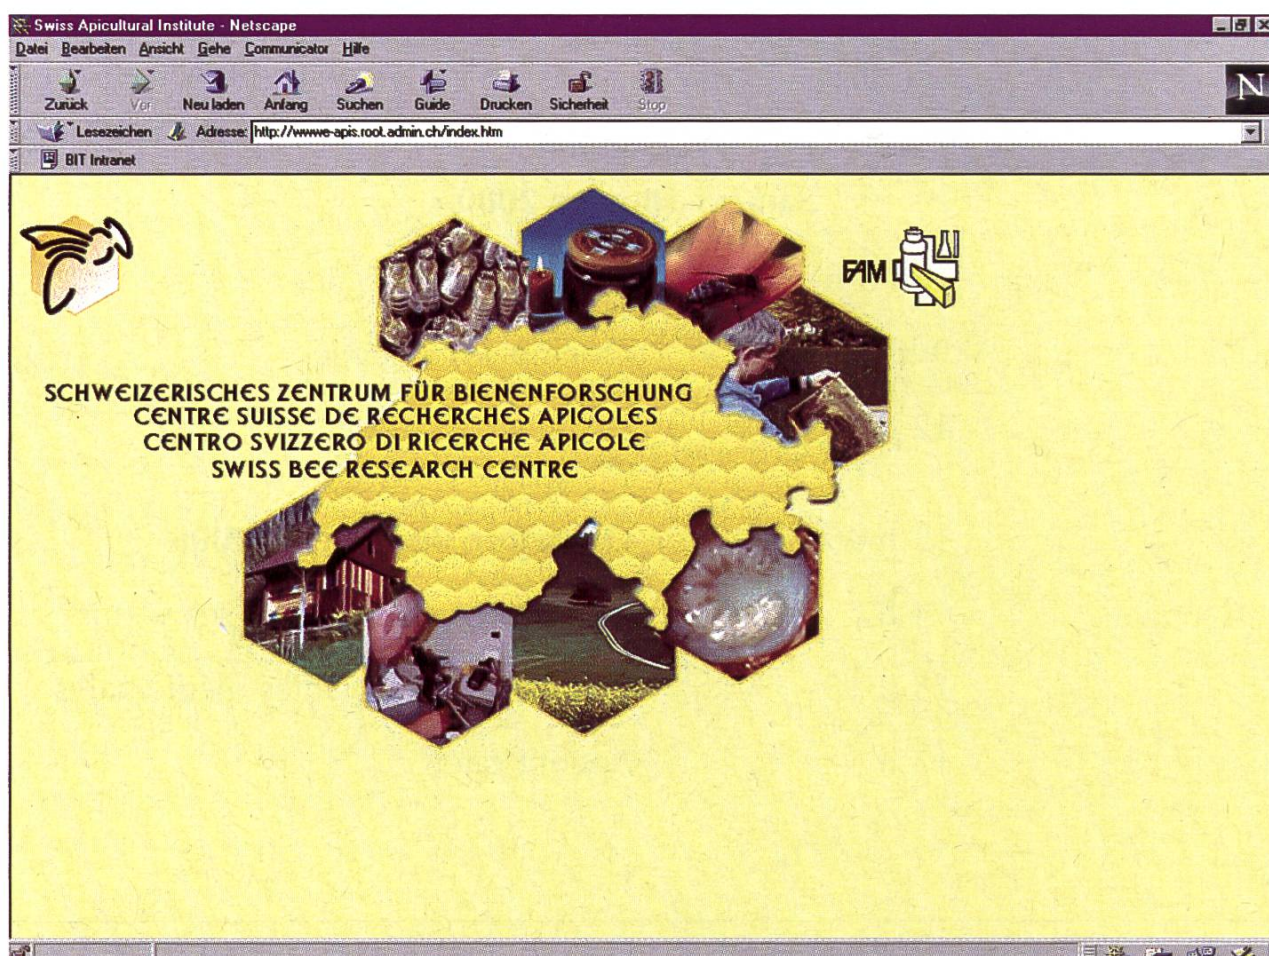 Swiss Apicultural Institute - Netscape
Datei Bearbeiten Ansicht Gehe Communicator Hilfe
Zurück Vor Neu laden Anfang Suchen Guide Drucken Sicherheit Stop
N
Lesezeichen Adresse: http://wwwe-apis.root.admin.ch/index.htm
BIT Intranet
FAM
SCHWEIZERISCHES ZENTRUM FÜR BIENENFORSCHUNG
CENTRE SUISSE DE RECHERCHES APICOLES
CENTRO SVIZZERO DI RICERCHE APICOLE
SWISS BEE RESEARCH CENTRE